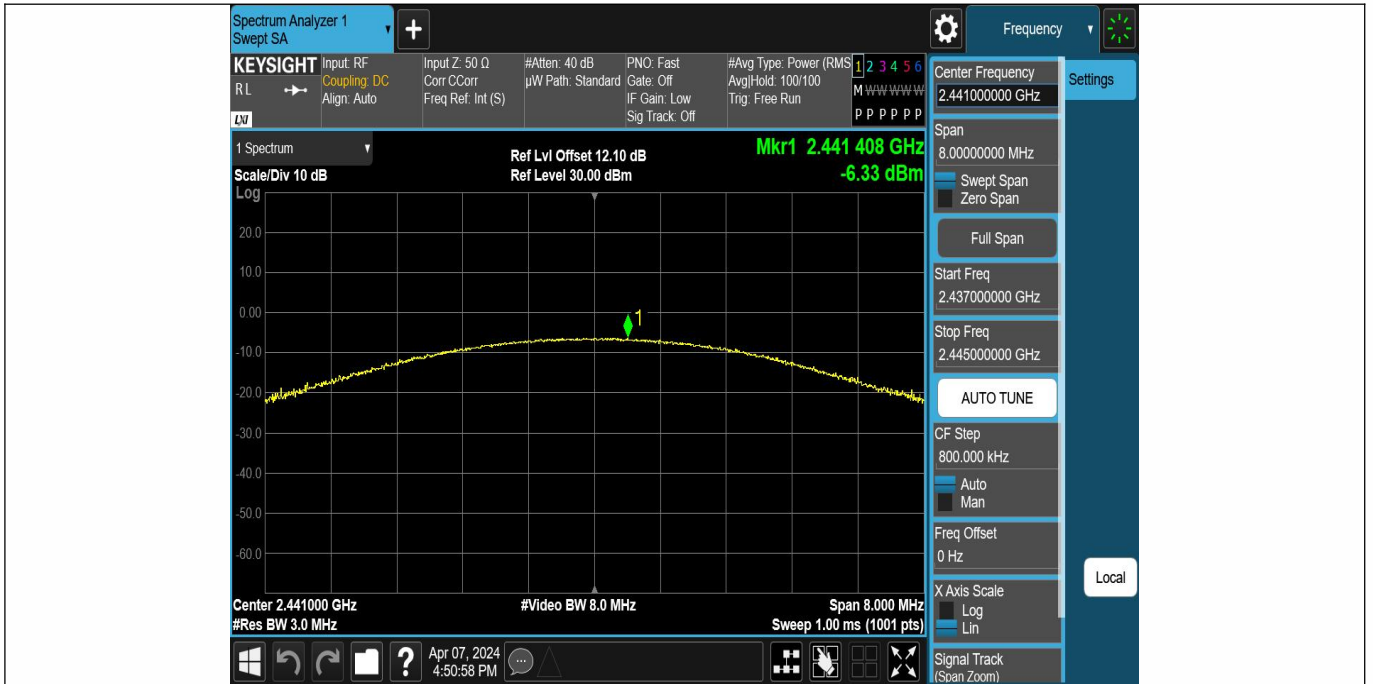 Spectrum Analyzer 1
Swept SA
+
Frequency
KEYSIGHT
RL
LXI
Input: RF
Coupling: DC
Align: Auto
Input Z: 50 Ω
Corr CCorr
Freq Ref: Int (S)
#Atten: 40 dB
µW Path: Standard
PNO: Fast
Gate: Off
IF Gain: Low
Sig Track: Off
#Avg Type: Power (RMS
Avg|Hold: 100/100
Trig: Free Run
1 2 3 4 5 6
M W W W W W
P P P P P P
1 Spectrum
Scale/Div 10 dB
Ref Lvl Offset 12.10 dB
Ref Level 30.00 dBm
Mkr1 2.441 408 GHz
-6.33 dBm
Log
20.0
10.0
0.00
-10.0
-20.0
-30.0
-40.0
-50.0
-60.0
1
Center 2.441000 GHz
#Res BW 3.0 MHz
#Video BW 8.0 MHz
Span 8.000 MHz
Sweep 1.00 ms (1001 pts)
?
Apr 07, 2024
4:50:58 PM
Center Frequency
2.441000000 GHz
Settings
Span
8.00000000 MHz
Swept Span
Zero Span
Full Span
Start Freq
2.437000000 GHz
Stop Freq
2.445000000 GHz
AUTO TUNE
CF Step
800.000 kHz
Auto
Man
Freq Offset
0 Hz
Local
X Axis Scale
Log
Lin
Signal Track
(Span Zoom)